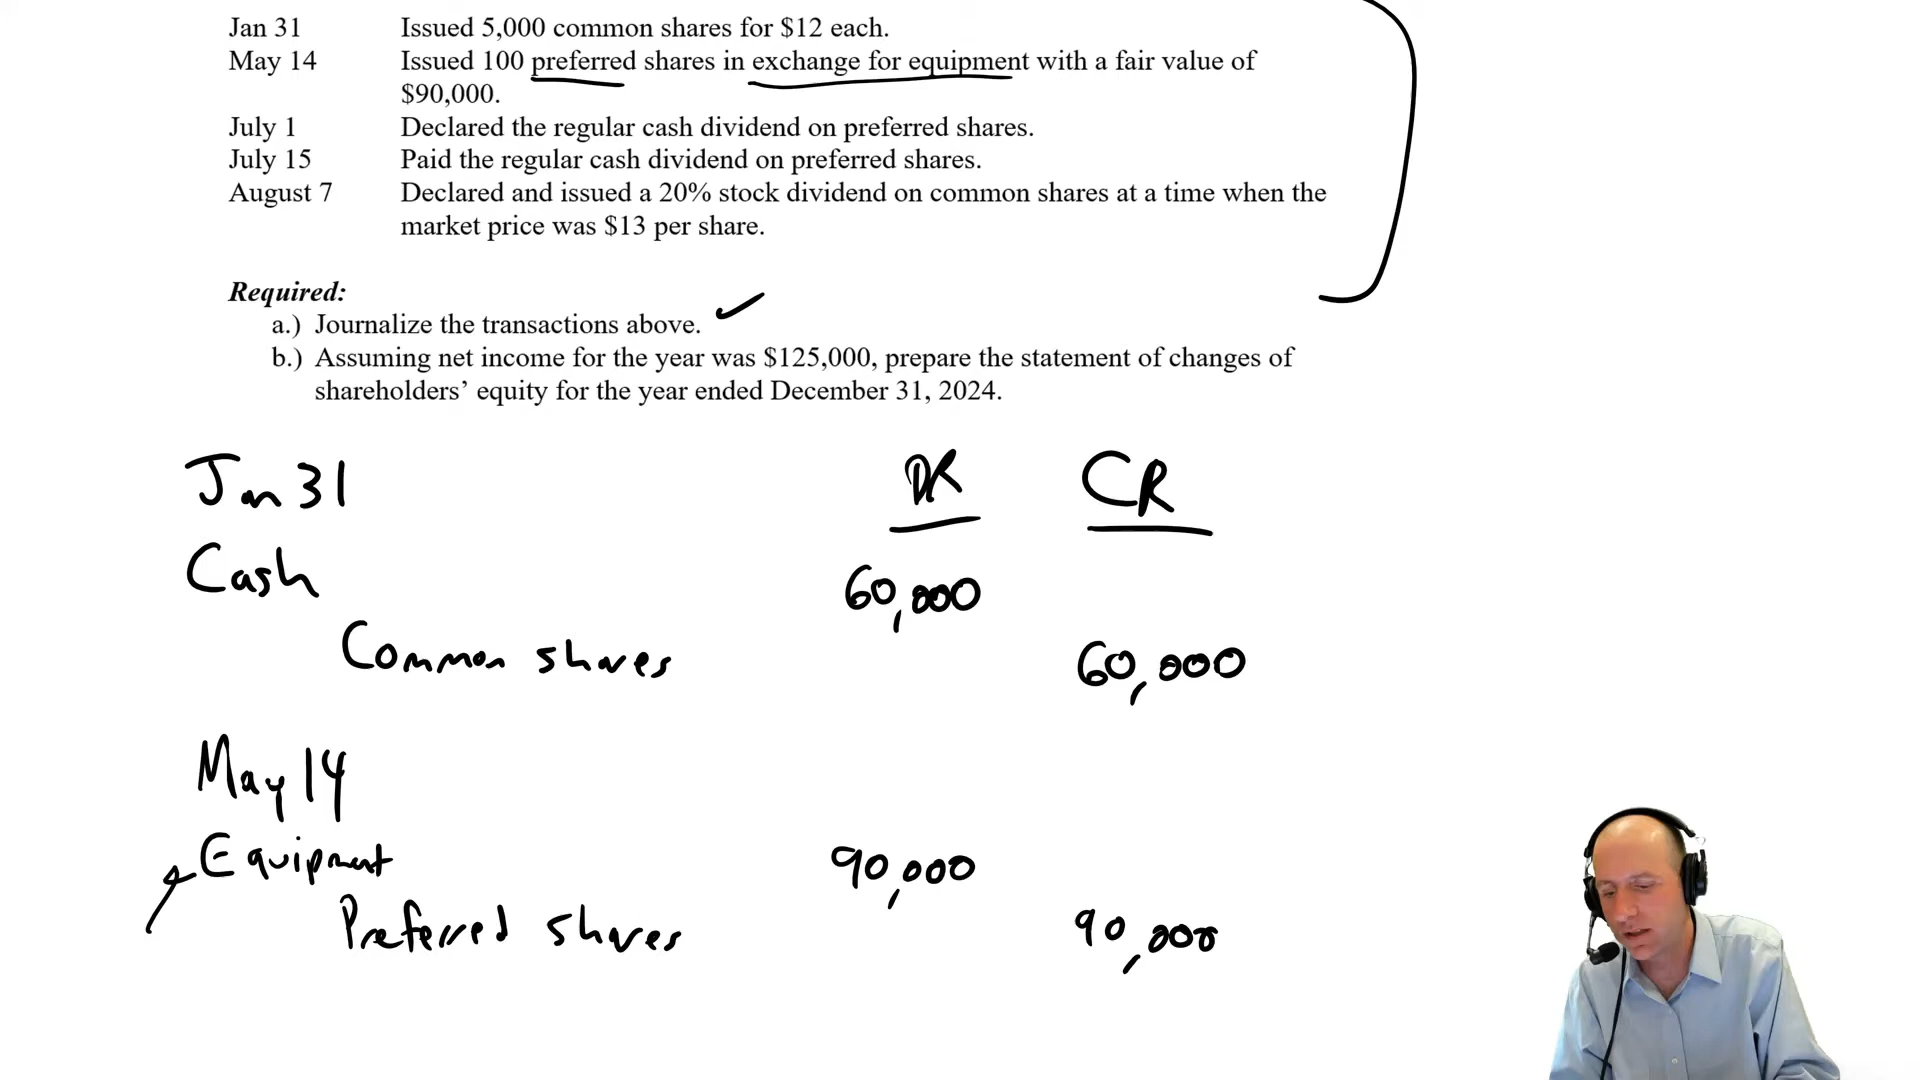 Jan 31 Issued 5,000 common shares for $12 each.
May 14 Issued 100 preferred shares in exchange for equipment with a fair value of
$90,000.
July 1 Declared the regular cash dividend on preferred shares.
July 15 Paid the regular cash dividend on preferred shares.
August 7 Declared and issued a 20% stock dividend on common shares at a time when the
market price was $13 per share.
Required:
a.) Journalize the transactions above.
b.) Assuming net income for the year was $125,000, prepare the statement of changes of
shareholders’ equity for the year ended December 31, 2024.
Jan 31 DR CR
Cash 60,000
Common shares 60,000
May 14
Equipment 90,000
Preferred shares 90,000